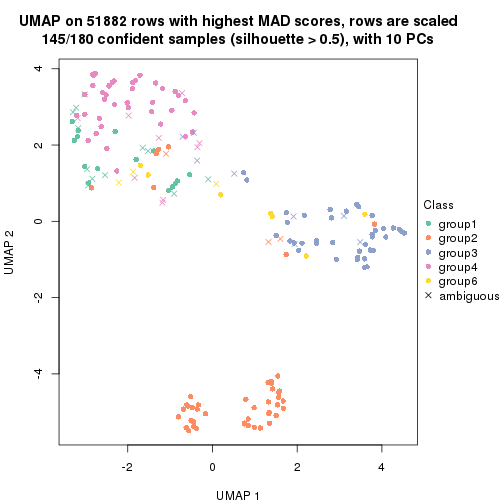 UMAP on 51882 rows with highest MAD scores, rows are scaled
145/180 confident samples (silhouette > 0.5), with 10 PCs
4
2
0
-2
-4
UMAP 2
-2
0
2
4
UMAP 1
Class
group1
group2
group3
group4
group6
ambiguous